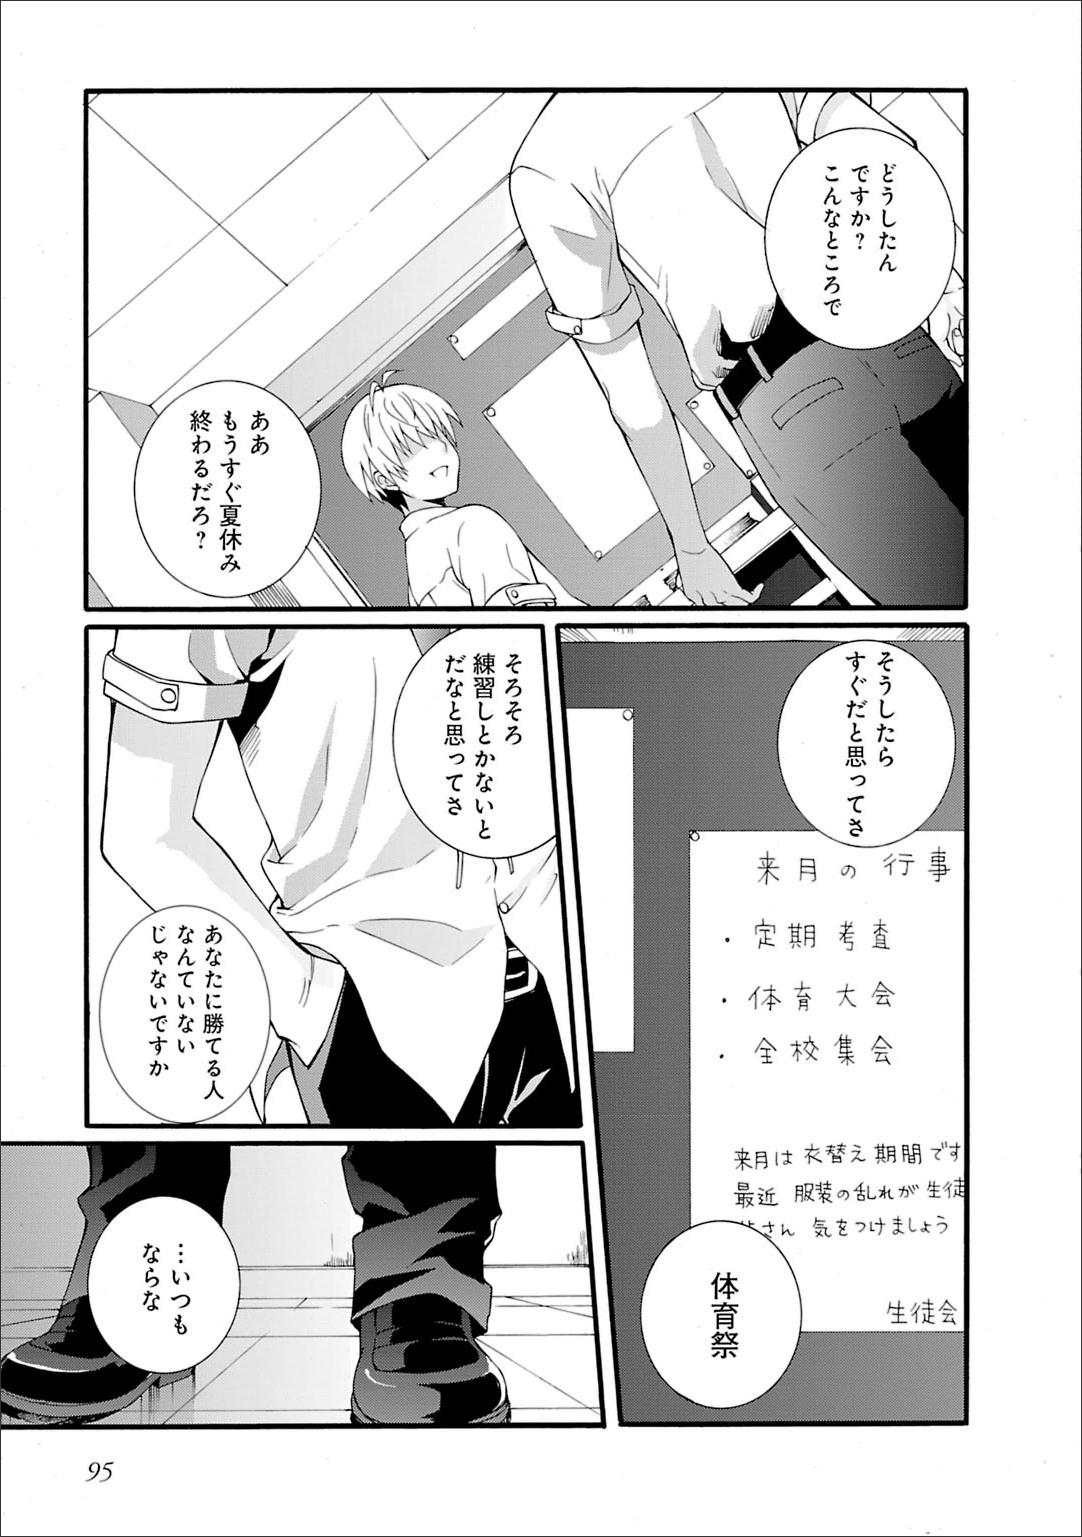 どうしたん
ですか？
こんなところで
ああ
もうすぐ夏休み
終わるだろ？
そうしたら
すぐだと思ってさ
来月の行事
・定期考査
・体育大会
・全校集会
来月は衣替え期間です
最近 服装の乱れが生徒
さん 気をつけましょう
生徒会
体育祭
そろそろ
練習しとかないと
だなと思ってさ
あなたに勝てる人
なんていない
じゃないですか
…いつも
ならな
95